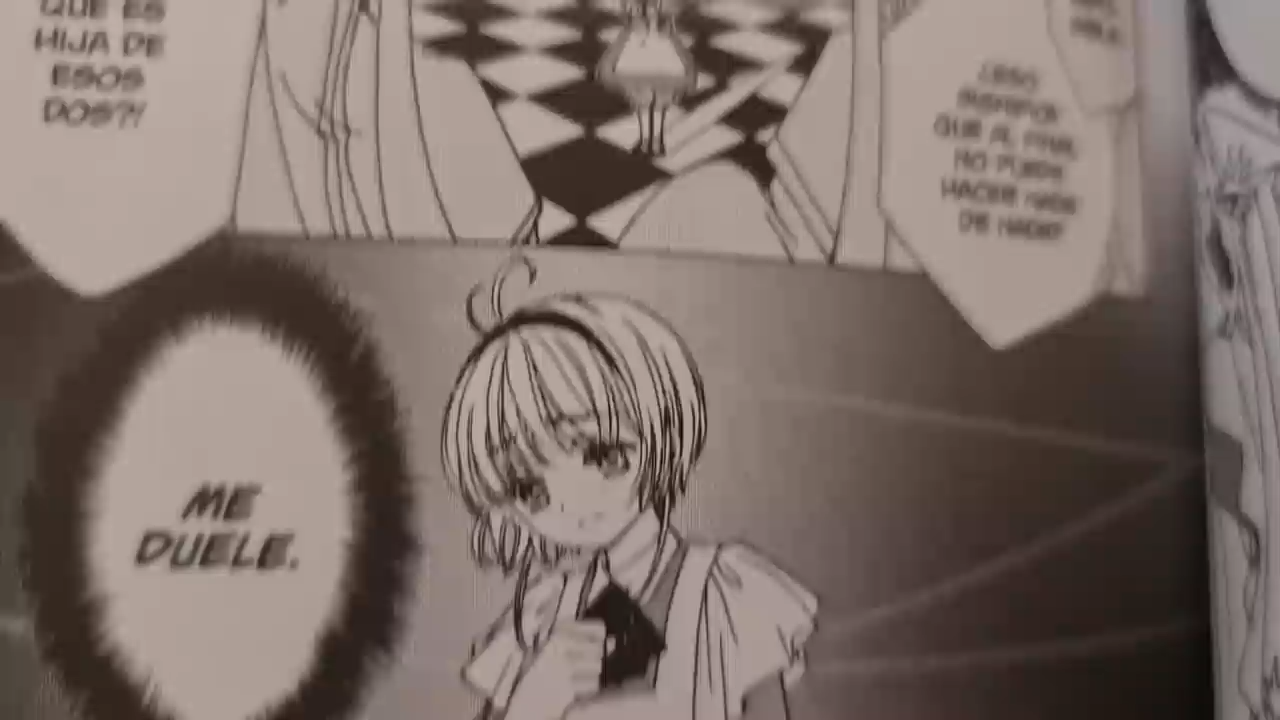 QUE ES
HIJA DE
ESOS
DOS?!
¿ESO
SIGNIFICA
QUE AL FINAL
NO PUEDE
HACER NADA
DE NADA?
ME
DUELE.